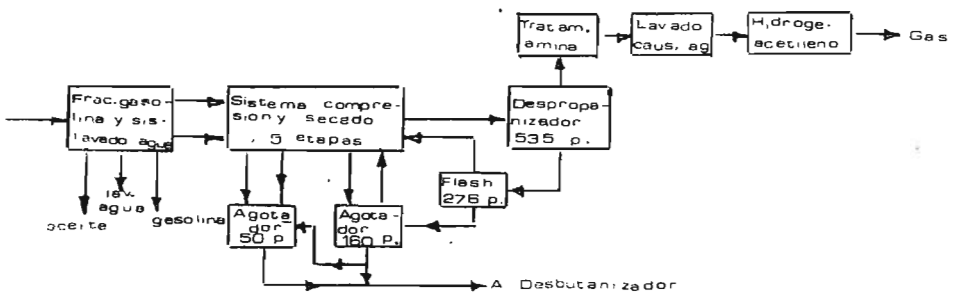 Tratam.
amina
Lavado
caus. ag
Hidroge.
acetileno
Gas
Frac.gaso-
lina y sis-
lavado agua
Sistema compre-
sion y secado
, 5 etapas
Despropa-
nizador
535 p.
Flash
276 p.
lav.
agua
aceite
gasolina
Agota-
dor
50 p
Agota-
dor
160 p.
A Desbutanizador